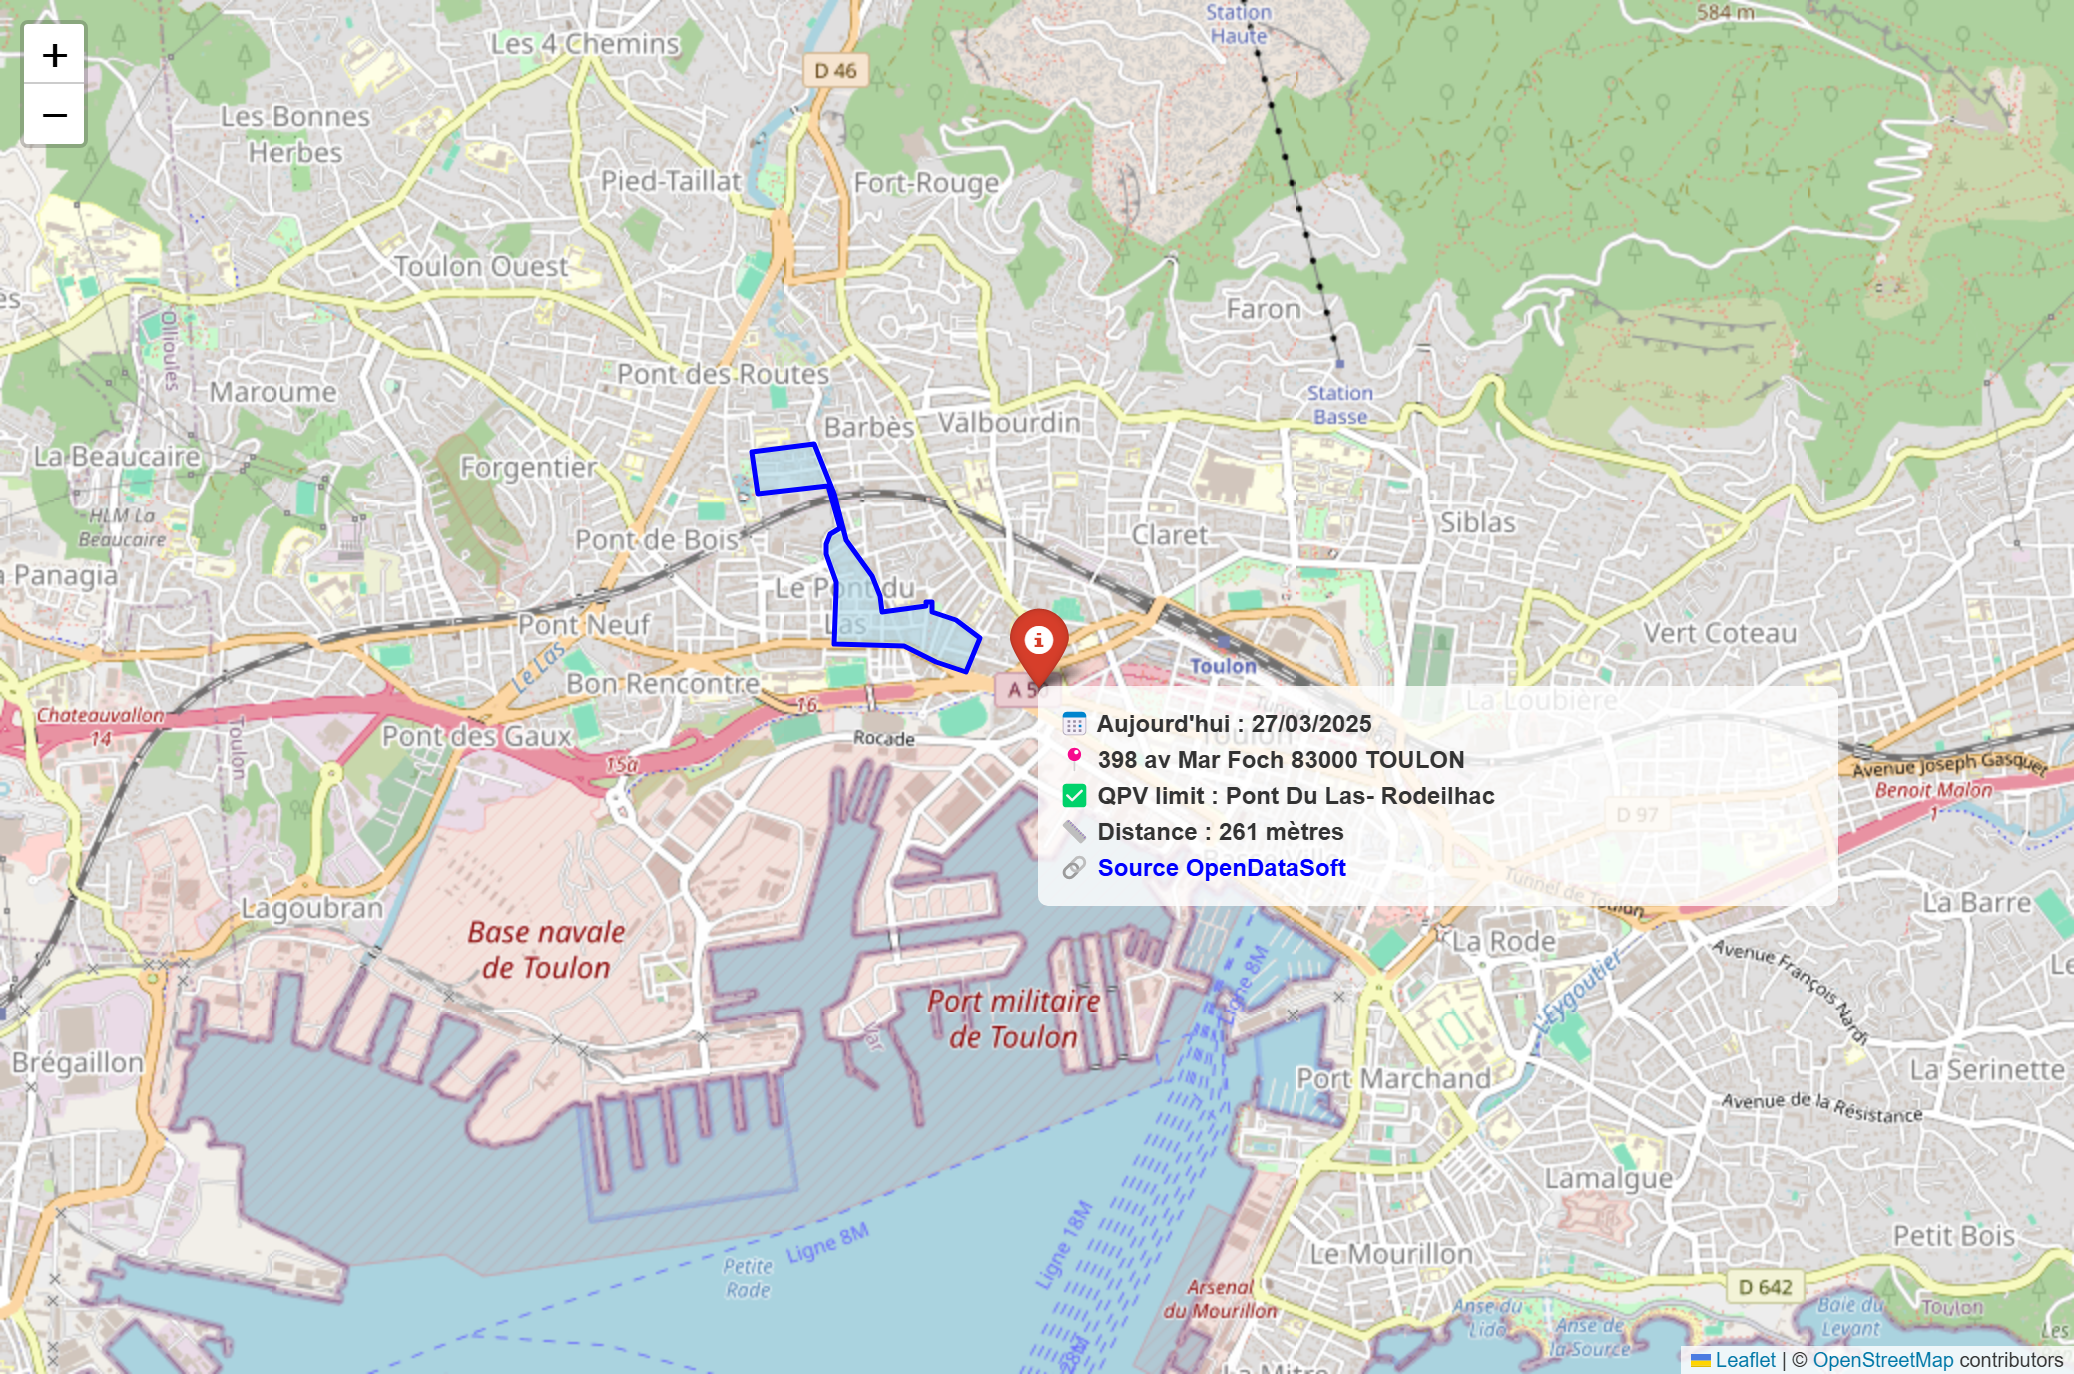 +
−
Station
Haute
584 m
Les 4 Chemins
D 46
Les Bonnes
Herbes
Pied-Taillat
Fort-Rouge
Toulon Ouest
Faron
Ollioules
Pont des Routes
Maroume
Station
Basse
Barbès
Valbourdin
La Beaucaire
Forgentier
HLM La
Beaucaire
Pont de Bois
Claret
Siblas
Panagia
Le Pont du
Las
Pont Neuf
Vert Coteau
Le Las
Toulon
Bon Rencontre
A 5
16
La Loubière
Chateauvallon
14
Toulon
Pont des Gaux
Rocade
15a
Aujourd'hui : 27/03/2025
398 av Mar Foch 83000 TOULON
QPV limit : Pont Du Las- Rodeilhac
Distance : 261 mètres
Source OpenDataSoft
Avenue Joseph Gasquet
Benoit Malon
1
D 97
Tunnel de Toulon
Lagoubran
La Barre
Base navale
de Toulon
La Rode
Avenue François Nardi
L'Eygoutier
Ligne 8M
Port militaire
de Toulon
Var
Brégaillon
Port Marchand
La Serinette
Avenue de la Résistance
Lamalgue
Ligne 8M
Ligne 18M
Petite
Rade
Le Mourillon
Petit Bois
Arsenal
du Mourillon
D 642
Anse du
Lido
Anse de
la Source
Baie du
Levant
Toulon
Les
28M
La Mitre
Leaflet | © OpenStreetMap contributors